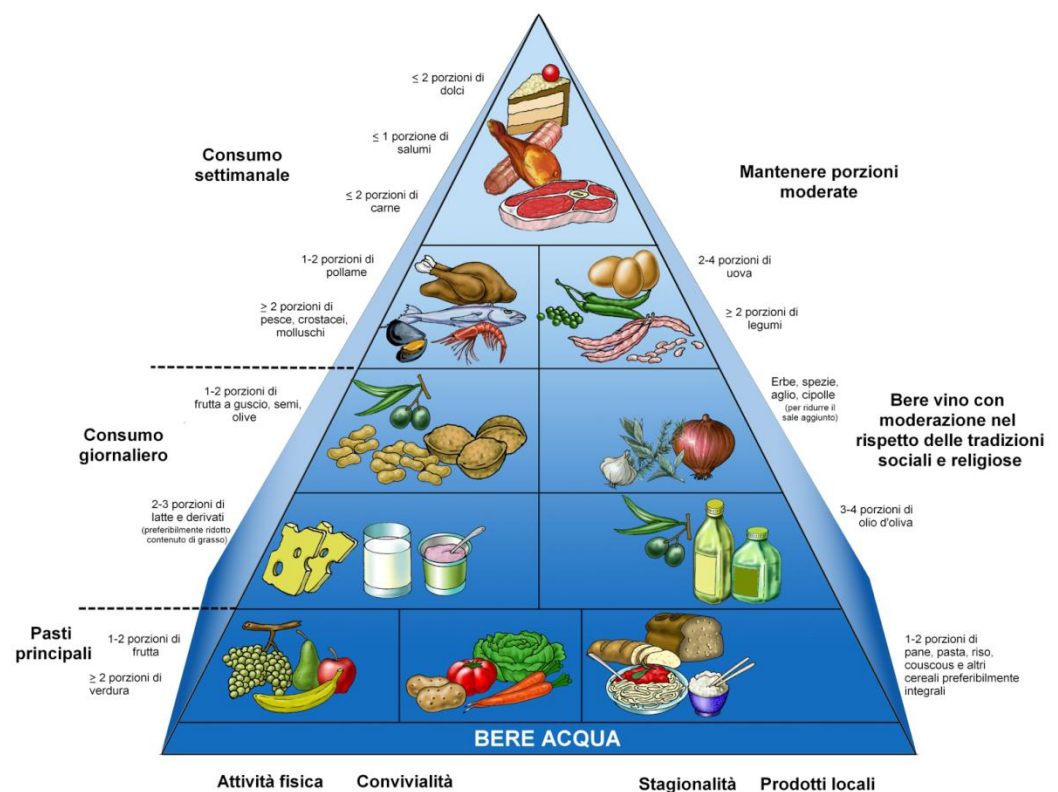 ≤ 2 porzioni di
dolci
≤ 1 porzione di
salumi
Consumo
settimanale
≤ 2 porzioni di
carne
Mantenere porzioni
moderate
1-2 porzioni di
pollame
≥ 2 porzioni di
pesce, crostacei,
molluschi
2-4 porzioni di
uova
≥ 2 porzioni di
legumi
1-2 porzioni di
frutta a guscio, semi,
olive
Consumo
giornaliero
Erbe, spezie,
aglio, cipolle
(per ridurre il
sale aggiunto)
Bere vino con
moderazione nel
rispetto delle tradizioni
sociali e religiose
2-3 porzioni di
latte e derivati
(preferibilmente ridotto
contenuto di grasso)
3-4 porzioni di
olio d'oliva
Pasti
principali
1-2 porzioni di
frutta
≥ 2 porzioni di
verdura
1-2 porzioni di
pane, pasta, riso,
couscous e altri
cereali preferibilmente
integrali
BERE ACQUA
Attività fisica Convivialità Stagionalità Prodotti locali